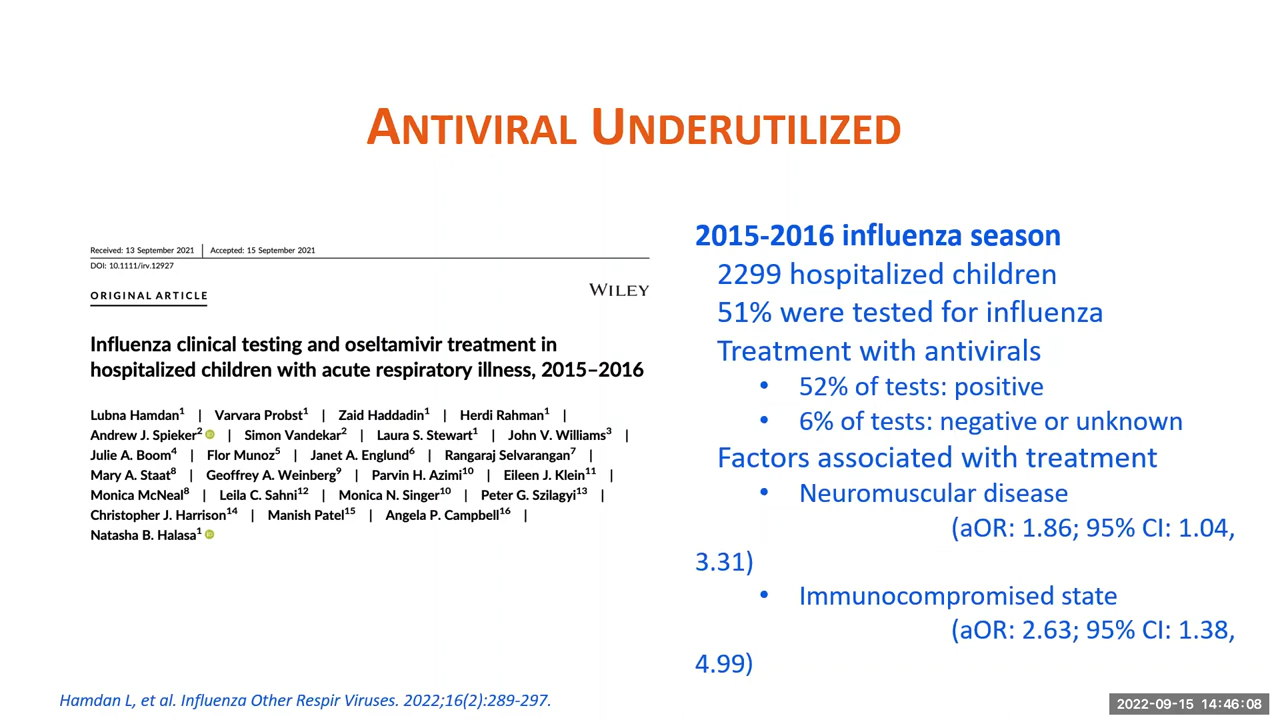 ANTIVIRAL UNDERUTILIZED
Received: 13 September 2021 | Accepted: 15 September 2021
DOI: 10.1111/irv.12927
ORIGINAL ARTICLE
WILEY
Influenza clinical testing and oseltamivir treatment in
hospitalized children with acute respiratory illness, 2015–2016
Lubna Hamdan1 | Varvara Probst1 | Zaid Haddadin1 | Herdi Rahman1 |
Andrew J. Spieker2 iD | Simon Vandekar2 | Laura S. Stewart1 | John V. Williams3 |
Julie A. Boom4 | Flor Munoz5 | Janet A. Englund6 | Rangaraj Selvarangan7 |
Mary A. Staat8 | Geoffrey A. Weinberg9 | Parvin H. Azimi10 | Eileen J. Klein11 |
Monica McNeal8 | Leila C. Sahni12 | Monica N. Singer10 | Peter G. Szilagyi13 |
Christopher J. Harrison14 | Manish Patel15 | Angela P. Campbell16 |
Natasha B. Halasa1 iD
2015-2016 influenza season
2299 hospitalized children
51% were tested for influenza
Treatment with antivirals
• 52% of tests: positive
• 6% of tests: negative or unknown
Factors associated with treatment
• Neuromuscular disease
(aOR: 1.86; 95% CI: 1.04,
3.31)
• Immunocompromised state
(aOR: 2.63; 95% CI: 1.38,
4.99)
Hamdan L, et al. Influenza Other Respir Viruses. 2022;16(2):289-297.
2022-09-15 14:46:08